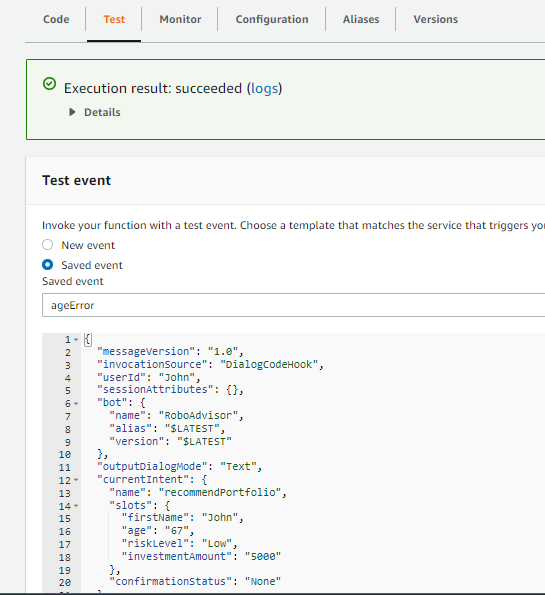 Code Test Monitor Configuration Aliases Versions
Execution result: succeeded (logs)
Details
Test event
Invoke your function with a test event. Choose a template that matches the service that triggers
New event
Saved event
Saved event
ageError
1 {
2 "messageVersion": "1.0",
3 "invocationSource": "DialogCodeHook",
4 "userId": "John",
5 "sessionAttributes": {},
6 "bot": {
7 "name": "RoboAdvisor",
8 "alias": "$LATEST",
9 "version": "$LATEST"
10 },
11 "outputDialogMode": "Text",
12 "currentIntent": {
13 "name": "recommendPortfolio",
14 "slots": {
15 "firstName": "John",
16 "age": "67",
17 "riskLevel": "Low",
18 "investmentAmount": "5000"
19 },
20 "confirmationStatus": "None"